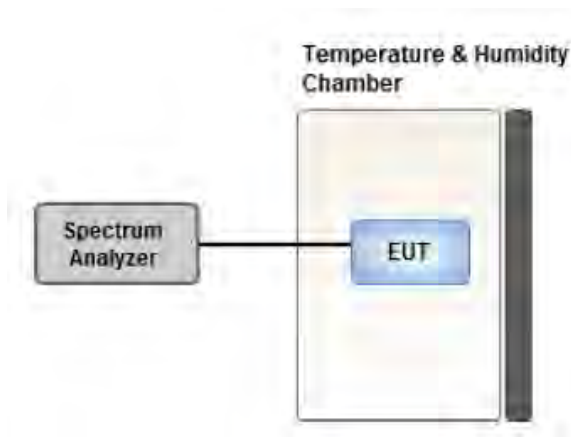 Temperature & Humidity
Chamber
Spectrum
Analyzer
EUT